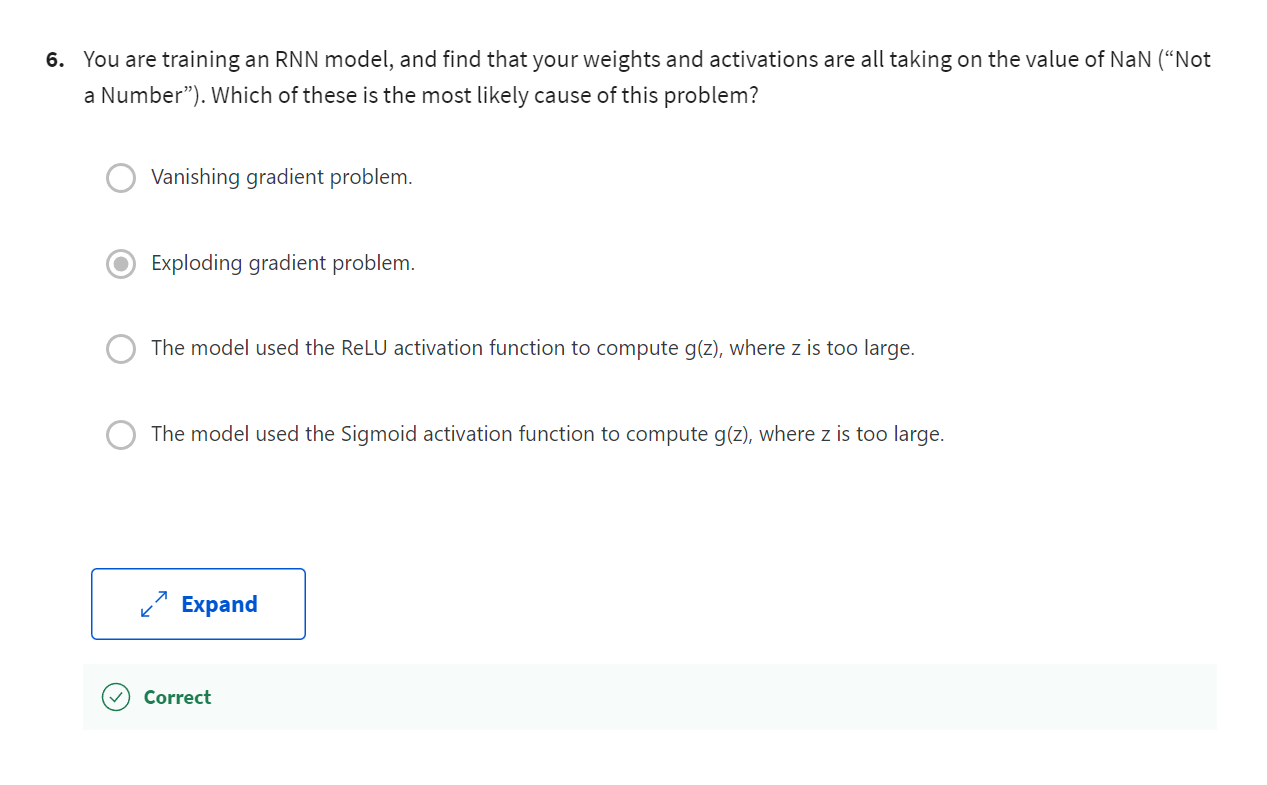 6. You are training an RNN model, and find that your weights and activations are all taking on the value of NaN (“Not
a Number”). Which of these is the most likely cause of this problem?
Vanishing gradient problem.
Exploding gradient problem.
The model used the ReLU activation function to compute g(z), where z is too large.
The model used the Sigmoid activation function to compute g(z), where z is too large.
Expand
Correct